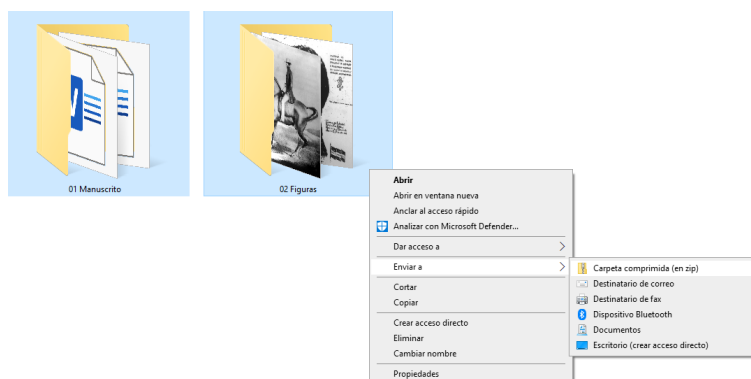 01 Manuscrito
02 Figuras
Abrir
Abrir en ventana nueva
Anclar al acceso rápido
Analizar con Microsoft Defender...
Dar acceso a
Enviar a
Cortar
Copiar
Crear acceso directo
Eliminar
Cambiar nombre
Propiedades
Carpeta comprimida (en zip)
Destinatario de correo
Destinatario de fax
Dispositivo Bluetooth
Documentos
Escritorio (crear acceso directo)